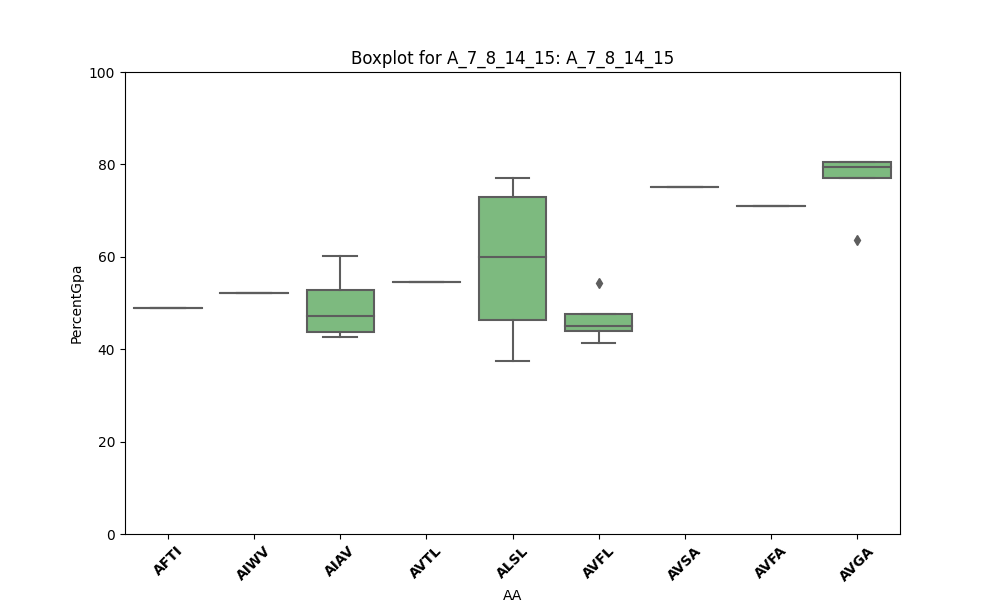 Boxplot for A_7_8_14_15: A_7_8_14_15
100
80
60
40
20
0
PercentGpa
AFTI AIWV AIAV AVTL ALSL AVFL AVSA AVFA AVGA
AA